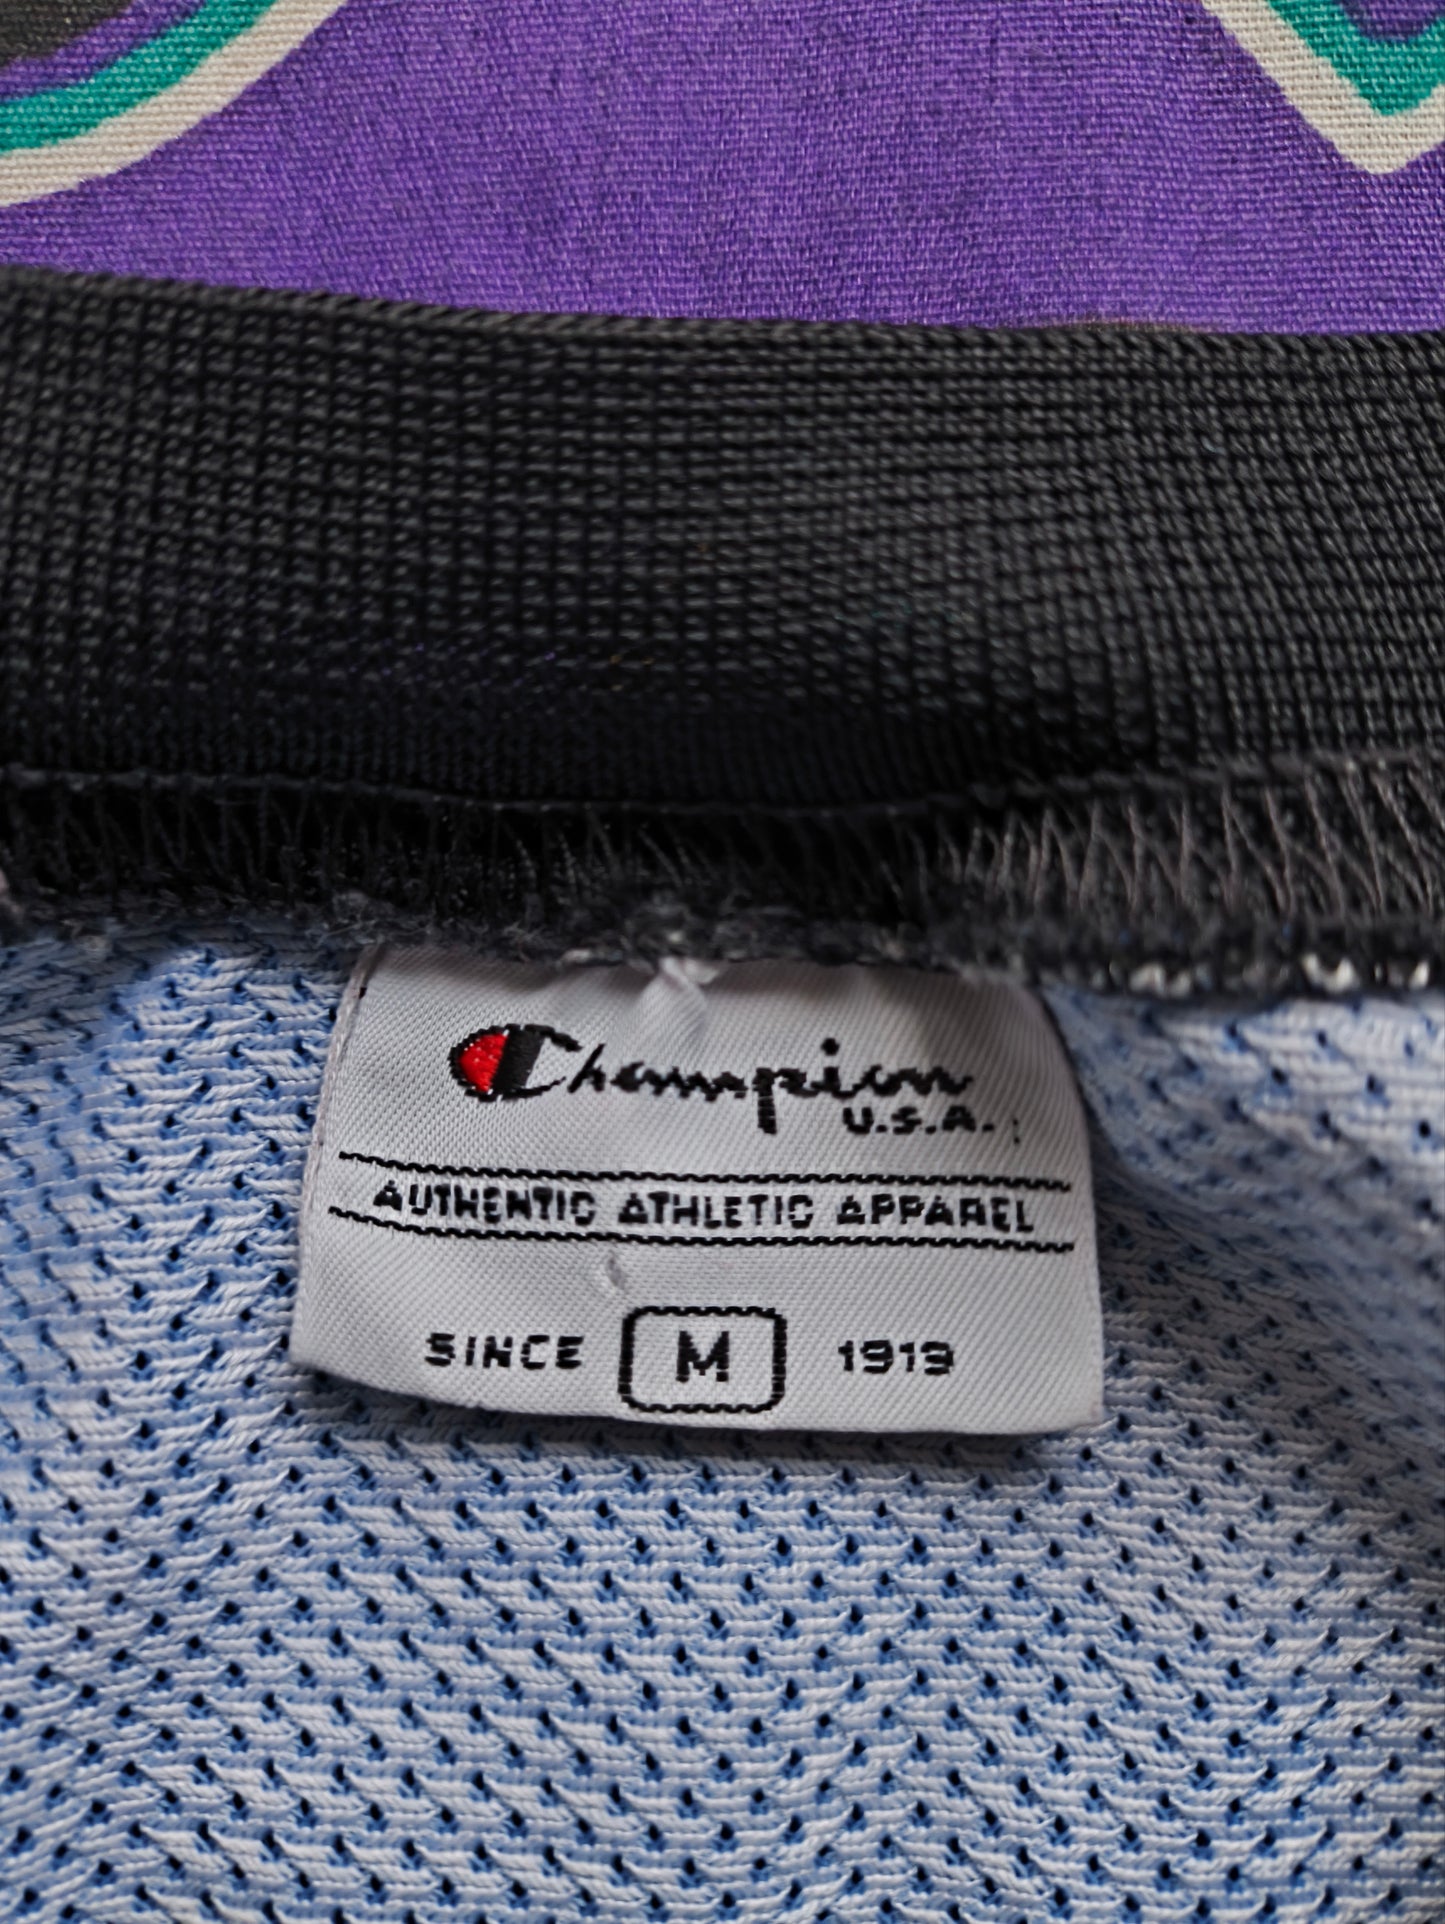 Champion
U.S.A.
AUTHENTIC ATHLETIC APPAREL
SINCE M 1919